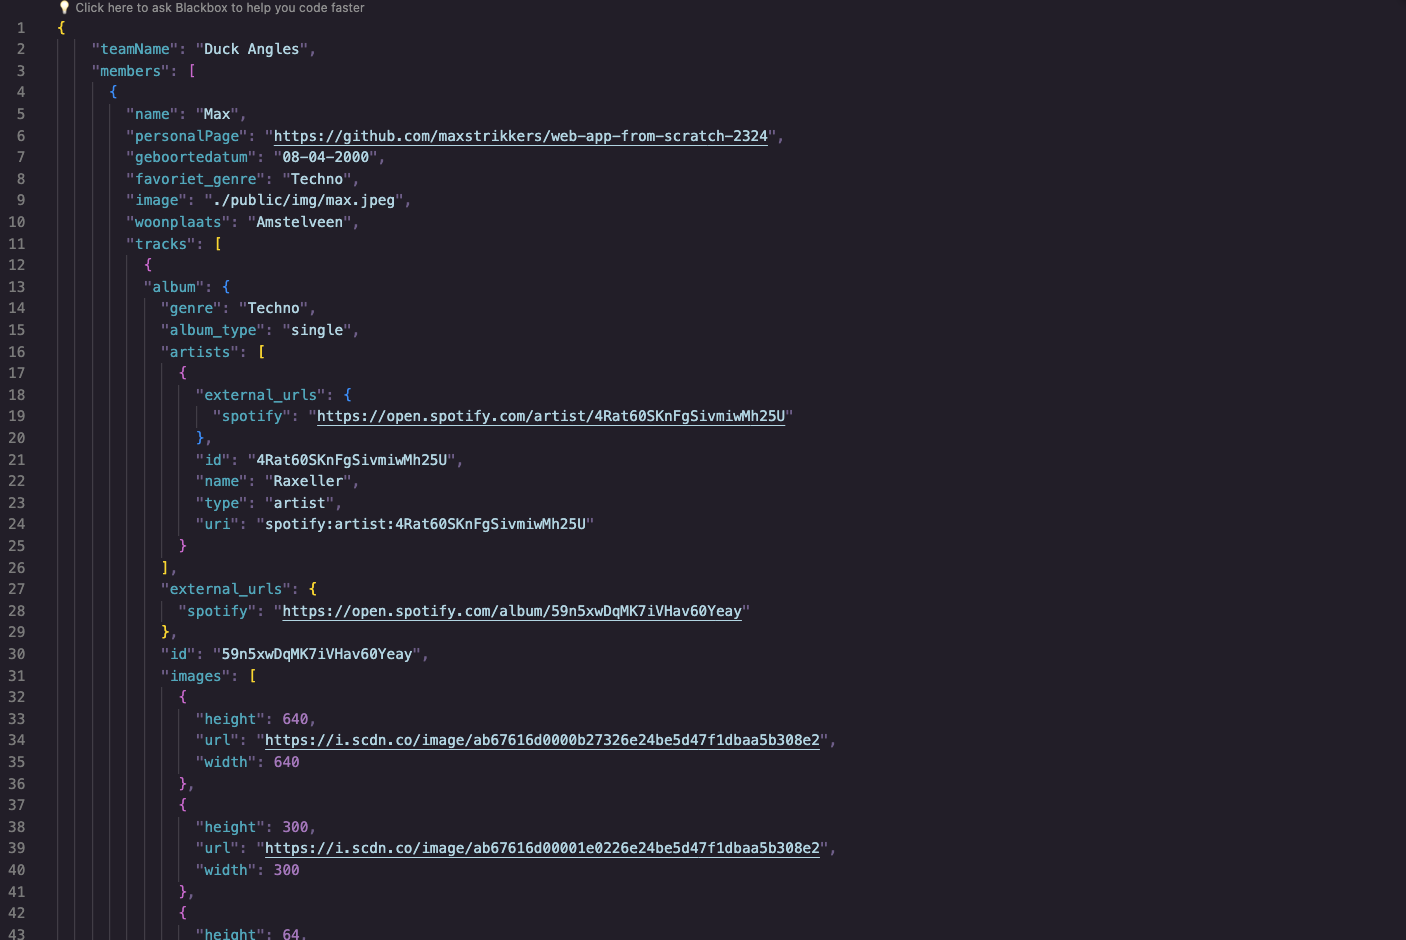 Click here to ask Blackbox to help you code faster
1 {
2 "teamName": "Duck Angles",
3 "members": [
4 {
5 "name": "Max",
6 "personalPage": "https://github.com/maxstrikkers/web-app-from-scratch-2324",
7 "geboortedatum": "08-04-2000",
8 "favoriet_genre": "Techno",
9 "image": "./public/img/max.jpeg",
10 "woonplaats": "Amstelveen",
11 "tracks": [
12 {
13 "album": {
14 "genre": "Techno",
15 "album_type": "single",
16 "artists": [
17 {
18 "external_urls": {
19 "spotify": "https://open.spotify.com/artist/4Rat60SKnFgSivmiwMh25U"
20 },
21 "id": "4Rat60SKnFgSivmiwMh25U",
22 "name": "Raxeller",
23 "type": "artist",
24 "uri": "spotify:artist:4Rat60SKnFgSivmiwMh25U"
25 }
26 ],
27 "external_urls": {
28 "spotify": "https://open.spotify.com/album/59n5xwDqMK7iVHav60Yeay"
29 },
30 "id": "59n5xwDqMK7iVHav60Yeay",
31 "images": [
32 {
33 "height": 640,
34 "url": "https://i.scdn.co/image/ab67616d0000b27326e24be5d47f1dbaa5b308e2",
35 "width": 640
36 },
37 {
38 "height": 300,
39 "url": "https://i.scdn.co/image/ab67616d00001e0226e24be5d47f1dbaa5b308e2",
40 "width": 300
41 },
42 {
43 "height": 64,